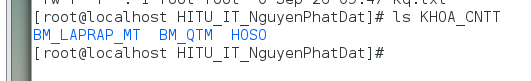 [root@localhost HITU_IT_NguyenPhatDat]# ls KHOA_CNTT
BM_LAPRAP_MT  BM_QTM  HOSO
[root@localhost HITU_IT_NguyenPhatDat]#